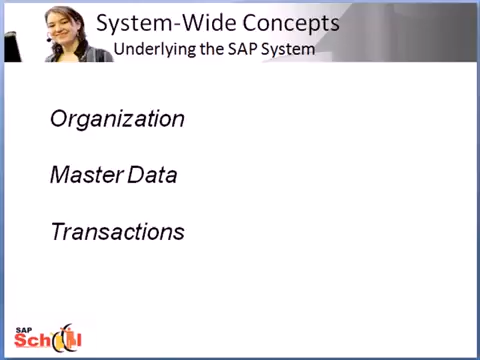 System-Wide Concepts
Underlying the SAP System
Organization
Master Data
Transactions
SAP
School